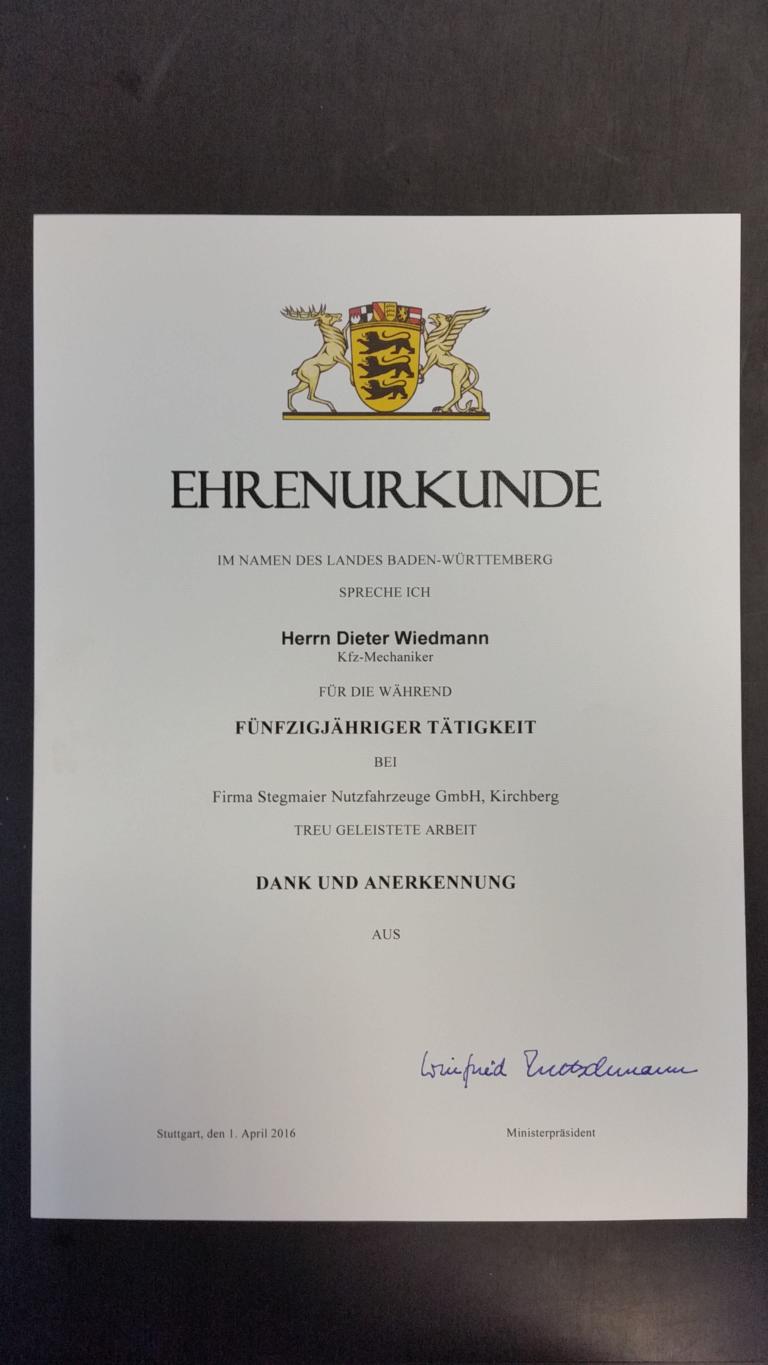 EHRENURKUNDE
IM NAMEN DES LANDES BADEN-WÜRTTEMBERG
SPRECHE ICH
Herrn Dieter Wiedmann
Kfz-Mechaniker
FÜR DIE WÄHREND
FÜNFZIGJÄHRIGER TÄTIGKEIT
BEI
Firma Stegmaier Nutzfahrzeuge GmbH, Kirchberg
TREU GELEISTETE ARBEIT
DANK UND ANERKENNUNG
AUS
Winfried Kretschmann
Stuttgart, den 1. April 2016
Ministerpräsident